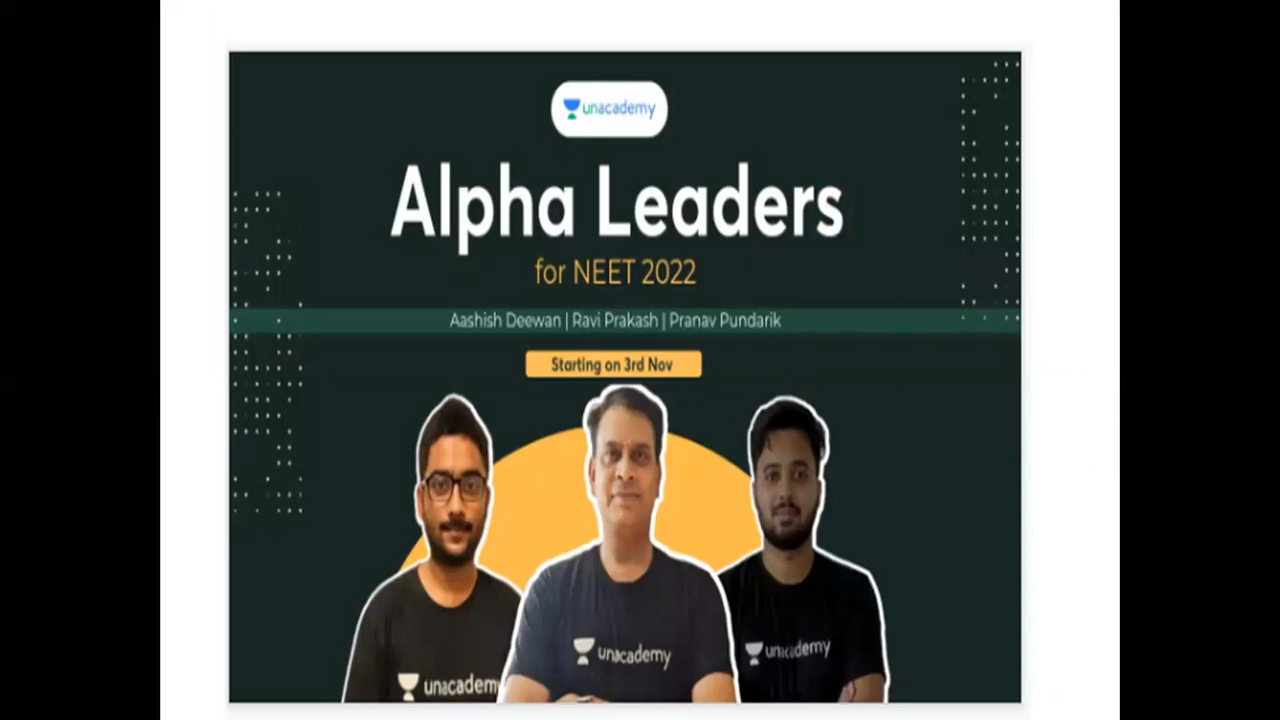 unacademy
Alpha Leaders
for NEET 2022
Aashish Deewan | Ravi Prakash | Pranav Pundarik
Starting on 3rd Nov
unacademy
unacademy
unacademy